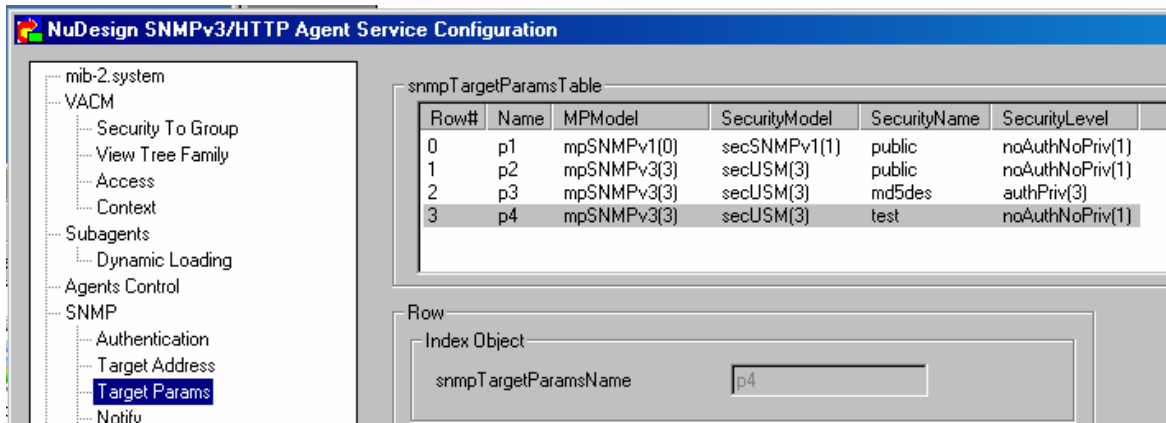 NuDesign SNMPv3/HTTP Agent Service Configuration
mib-2.system
VACM
Security To Group
View Tree Family
Access
Context
Subagents
Dynamic Loading
Agents Control
SNMP
Authentication
Target Address
Target Params
Notify
snmpTargetParamsTable
Row# Name MPModel SecurityModel SecurityName SecurityLevel
0 p1 mpSNMPv1(0) secSNMPv1(1) public noAuthNoPriv(1)
1 p2 mpSNMPv3(3) secUSM(3) public noAuthNoPriv(1)
2 p3 mpSNMPv3(3) secUSM(3) md5des authPriv(3)
3 p4 mpSNMPv3(3) secUSM(3) test noAuthNoPriv(1)
Row
Index Object
snmpTargetParamsName p4